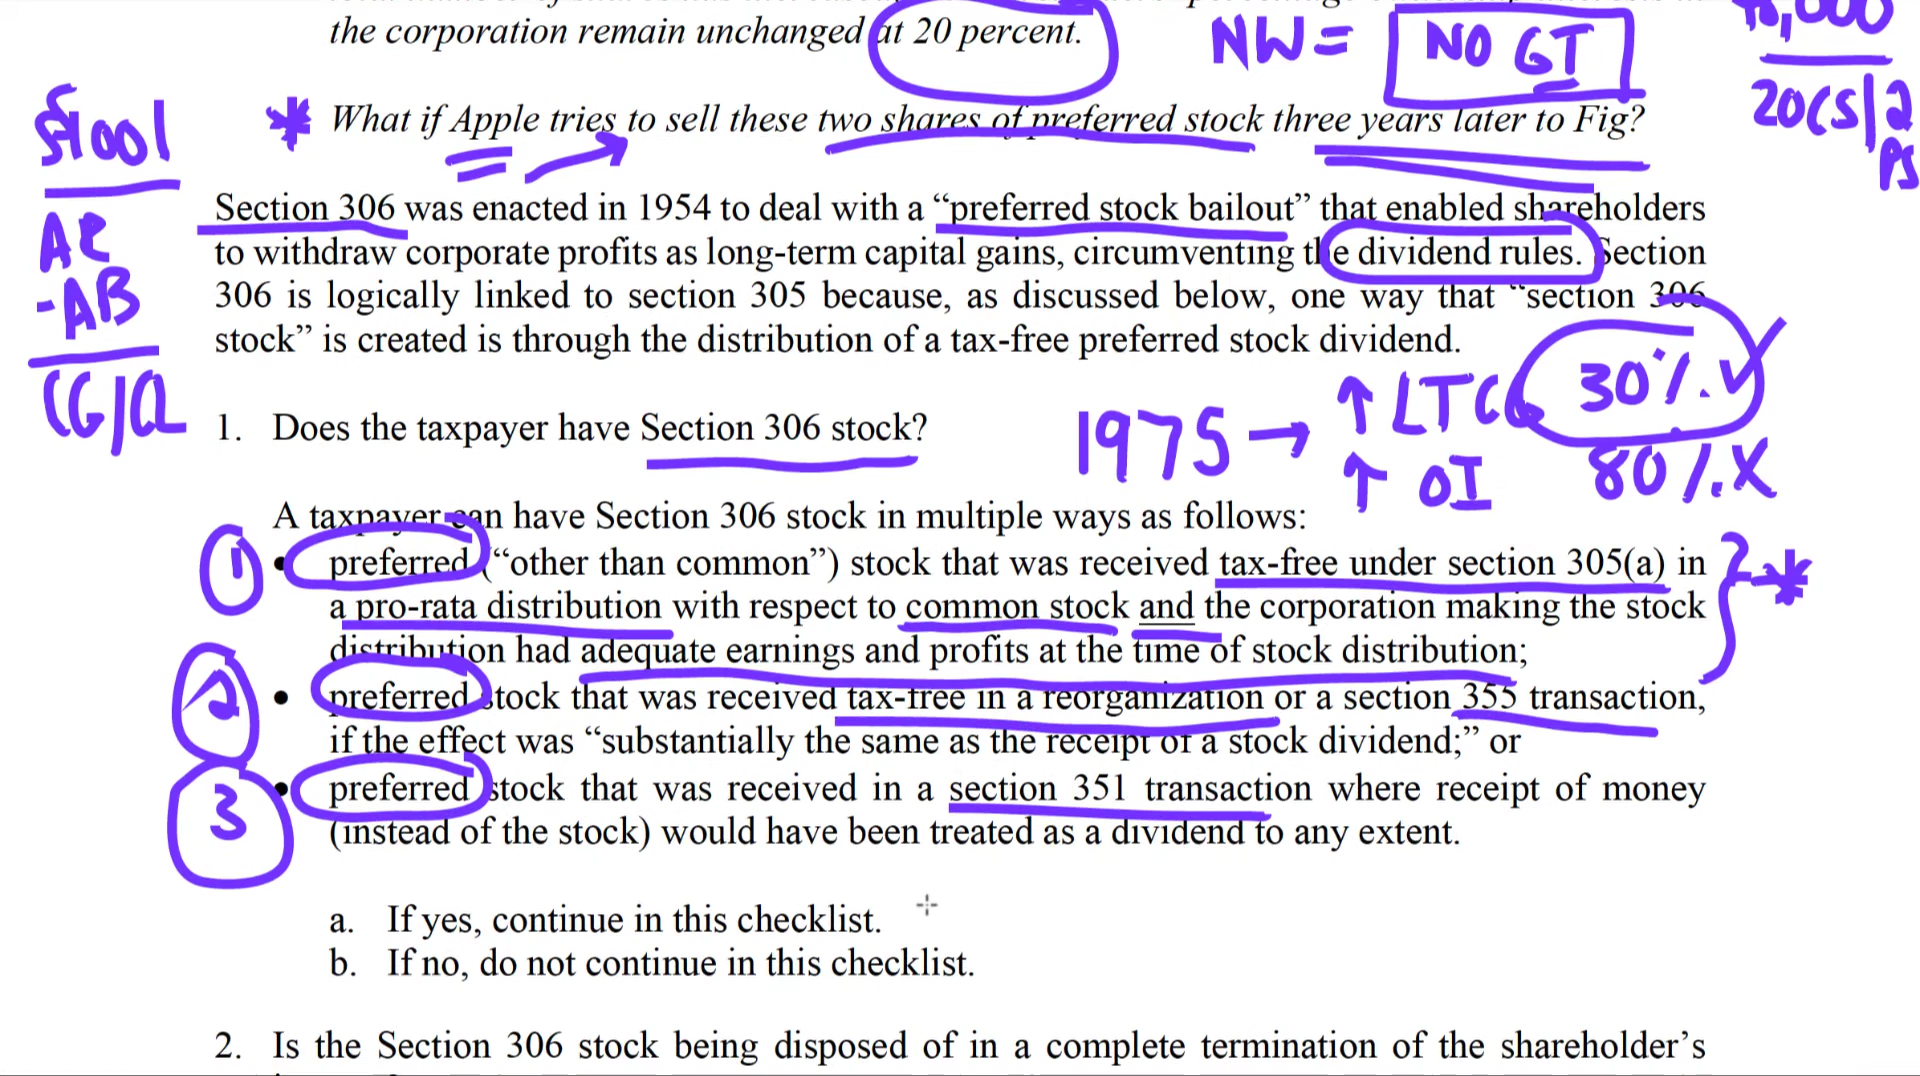 the corporation remain unchanged at 20 percent.
NW = NO GT
20CS|2
PS
* What if Apple tries to sell these two shares of preferred stock three years later to Fig?
$1001
AR
-AB
CG/CL
Section 306 was enacted in 1954 to deal with a “preferred stock bailout” that enabled shareholders
to withdraw corporate profits as long-term capital gains, circumventing the dividend rules. Section
306 is logically linked to section 305 because, as discussed below, one way that “section 306
stock” is created is through the distribution of a tax-free preferred stock dividend.
1975 → ↑ LTCG 30% ✓
↑ OI 80% X
1. Does the taxpayer have Section 306 stock?
A taxpayer can have Section 306 stock in multiple ways as follows:
1 • preferred (“other than common”) stock that was received tax-free under section 305(a) in
a pro-rata distribution with respect to common stock and the corporation making the stock
distribution had adequate earnings and profits at the time of stock distribution;
} *
2 • preferred stock that was received tax-free in a reorganization or a section 355 transaction,
if the effect was “substantially the same as the receipt of a stock dividend;” or
3 • preferred stock that was received in a section 351 transaction where receipt of money
(instead of the stock) would have been treated as a dividend to any extent.
a. If yes, continue in this checklist.
b. If no, do not continue in this checklist.
2. Is the Section 306 stock being disposed of in a complete termination of the shareholder’s